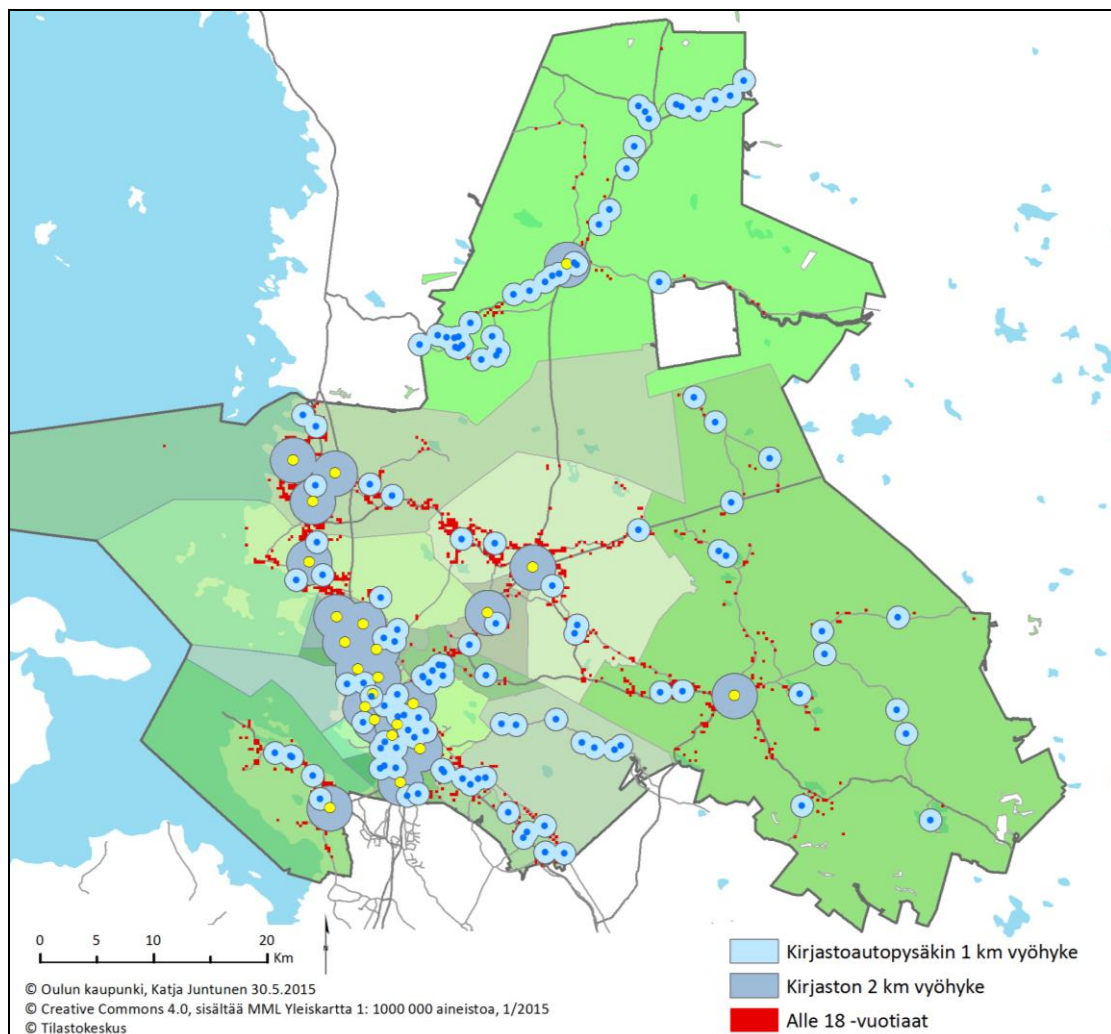 0 5 10 20
Km
Kirjastoautopysäkin 1 km vyöhyke
Kirjaston 2 km vyöhyke
Alle 18 -vuotiaat
© Oulun kaupunki, Katja Juntunen 30.5.2015
© Creative Commons 4.0, sisältää MML Yleiskartta 1: 1000 000 aineistoa, 1/2015
© Tilastokeskus